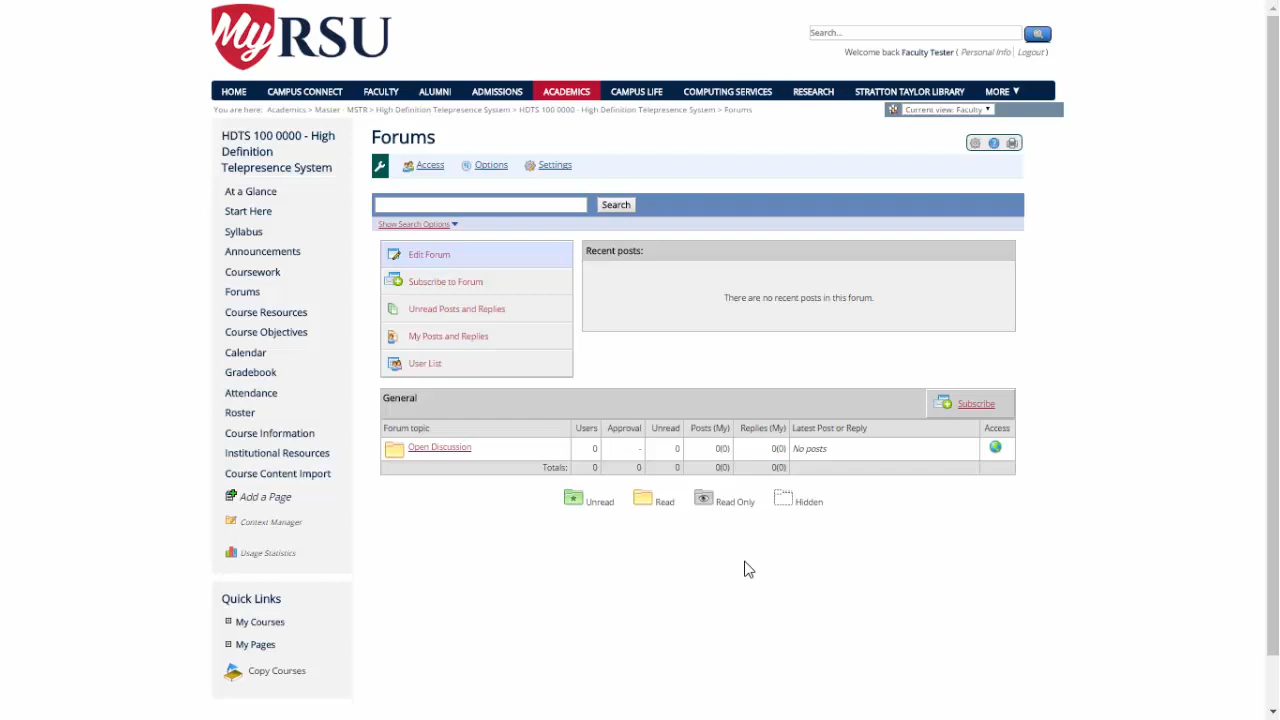 My RSU
Search...
Welcome back Faculty Tester ( Personal Info | Logout )
HOME CAMPUS CONNECT FACULTY ALUMNI ADMISSIONS ACADEMICS CAMPUS LIFE COMPUTING SERVICES RESEARCH STRATTON TAYLOR LIBRARY MORE ▼
You are here: Academics > Master - MSTR > High Definition Telepresence System > HDTS 100 0000 - High Definition Telepresence System > Forums
Current view: Faculty ▼
HDTS 100 0000 - High
Definition
Telepresence System
At a Glance
Start Here
Syllabus
Announcements
Coursework
Forums
Course Resources
Course Objectives
Calendar
Gradebook
Attendance
Roster
Course Information
Institutional Resources
Course Content Import
Add a Page
Context Manager
Usage Statistics
Quick Links
My Courses
My Pages
Copy Courses
Forums
Access Options Settings
Search
Show Search Options
Edit Forum
Subscribe to Forum
Unread Posts and Replies
My Posts and Replies
User List
Recent posts:
There are no recent posts in this forum.
General
Subscribe
Forum topic Users Approval Unread Posts (My) Replies (My) Latest Post or Reply Access
Open Discussion 0 - 0 0(0) 0(0) No posts
Totals: 0 0 0 0(0) 0(0)
Unread Read Read Only Hidden